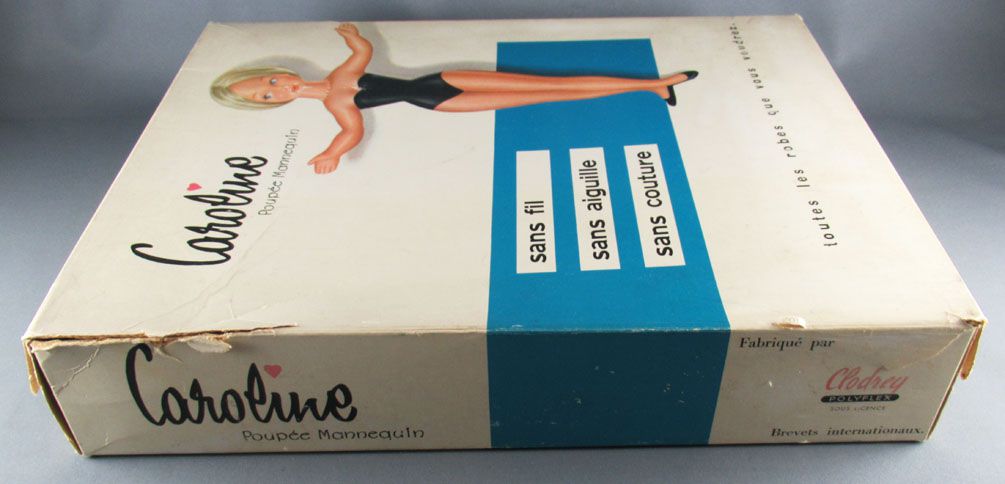 Caroline
Poupée Mannequin
sans fil
sans aiguille
sans couture
toutes les robes que vous voudrez.
Caroline
Poupée Mannequin
Fabriqué par
Clodrey
POLYFLEX
SOUS LICENCE
Brevets internationaux.